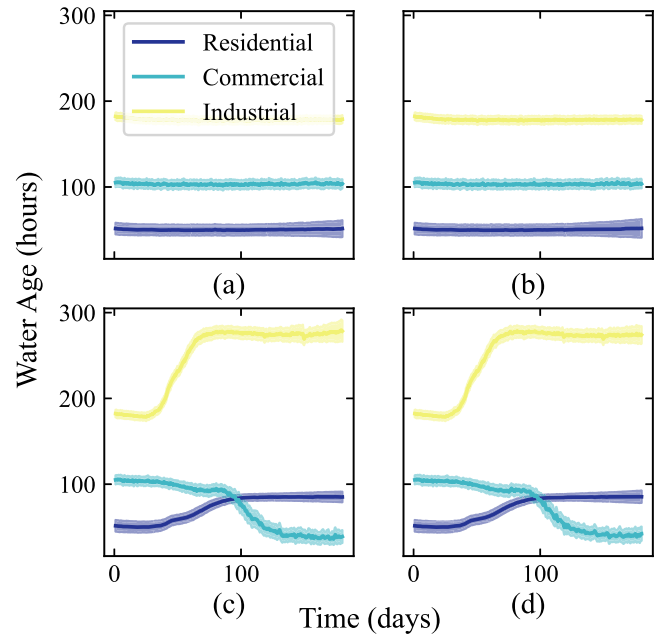 300
200
100
Residential
Commercial
Industrial
(a)
(b)
Water Age (hours)
300
200
100
0
100
0
100
(c)
(d)
Time (days)